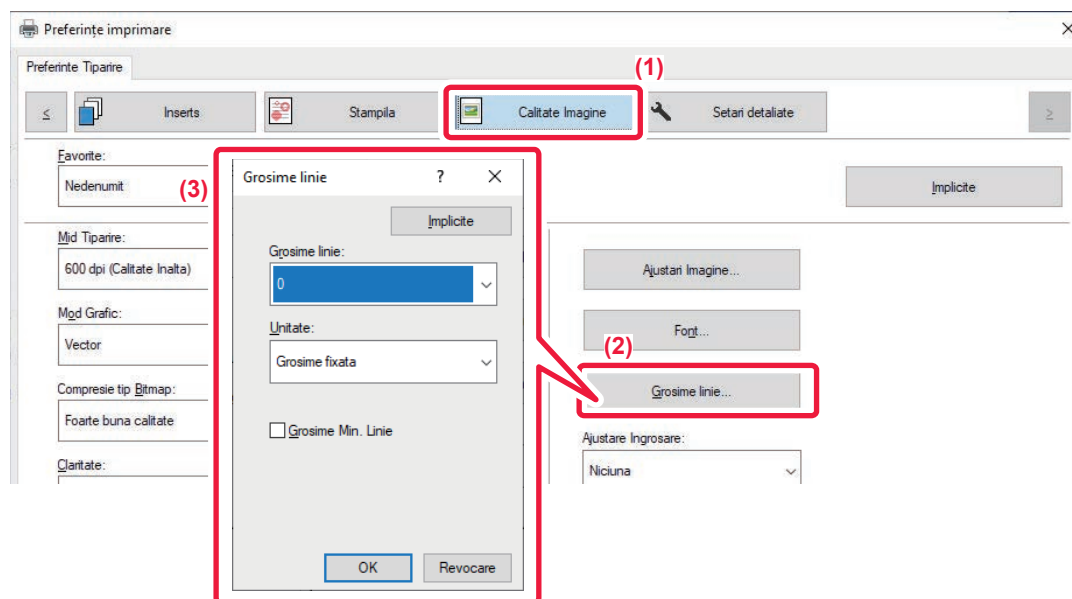 Preferințe imprimare
Preferinte Tiparire
(1)
≤
Inserts
Stampila
Calitate Imagine
Setari detaliate
≥
Favorite:
Nedenumit
(3)
Implicite
Mid Tiparire:
600 dpi (Calitate Inalta)
Mod Grafic:
Vector
Compresie tip Bitmap:
Foarte buna calitate
Claritate:
Grosime linie
?
Implicite
Grosime linie:
0
Unitate:
Grosime fixata
Grosime Min. Linie
OK
Revocare
Ajustari Imagine...
Font...
(2)
Grosime linie...
Ajustare Ingrosare:
Niciuna